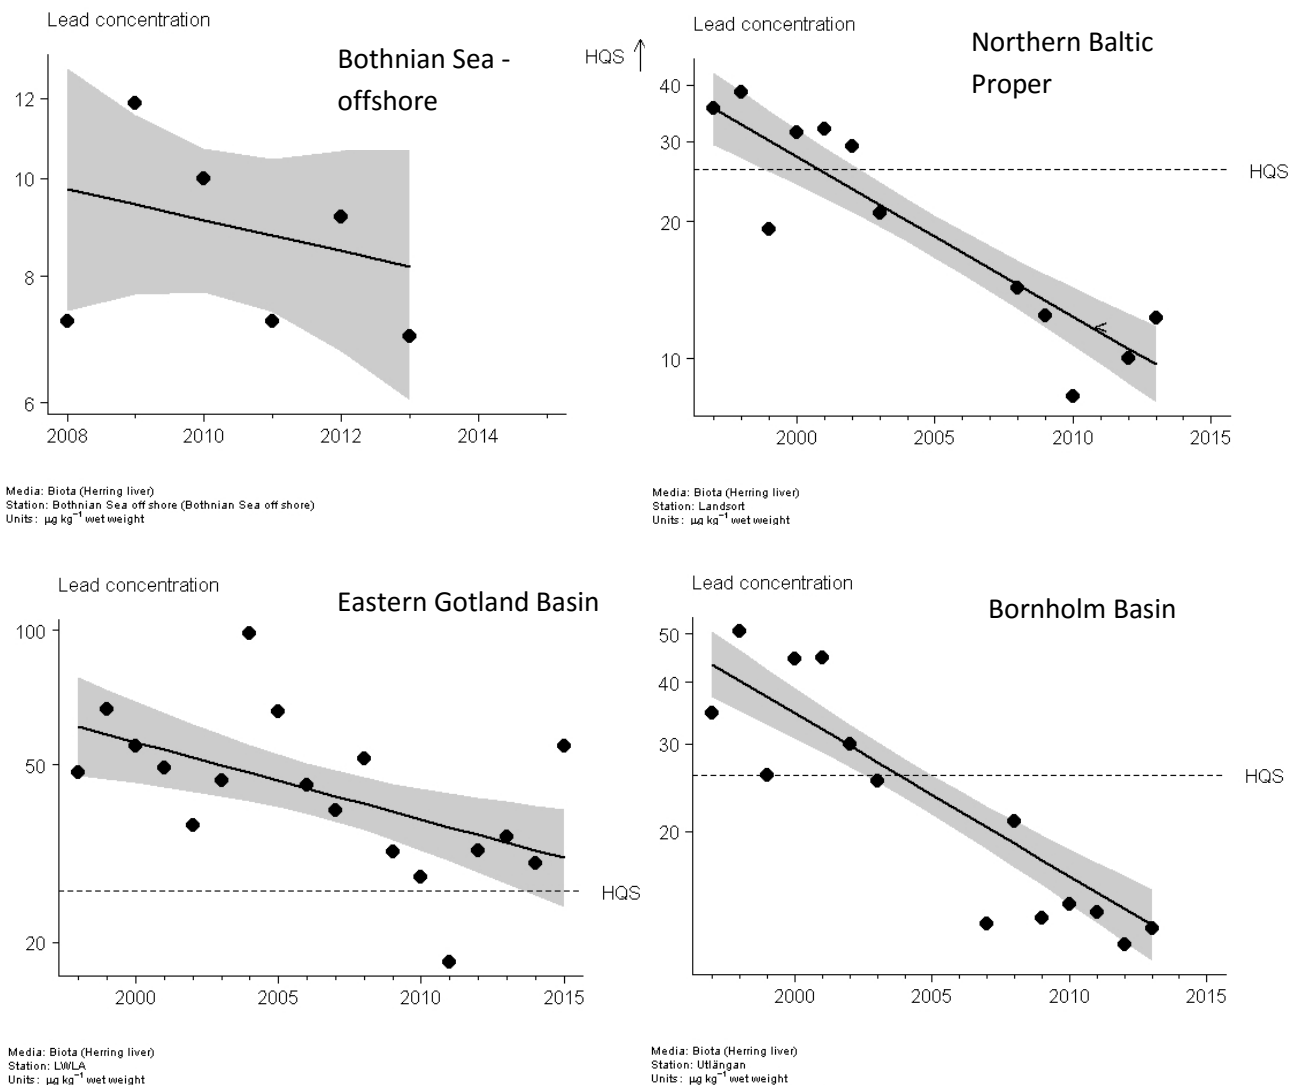 Lead concentration
Bothnian Sea -
offshore
HQS ↑
12
10
8
6
2008
2010
2012
2014
Media: Biota (Herring liver)
Station: Bothnian Sea off shore (Bothnian Sea off shore)
Units: µg kg⁻¹ wet weight
Lead concentration
Northern Baltic
Proper
40
30
HQS
20
<
10
2000
2005
2010
2015
Media: Biota (Herring liver)
Station: Landsort
Units: µg kg⁻¹ wet weight
Lead concentration
Eastern Gotland Basin
100
50
HQS
20
2000
2005
2010
2015
Media: Biota (Herring liver)
Station: LWLA
Units: µg kg⁻¹ wet weight
Lead concentration
Bornholm Basin
50
40
30
HQS
20
2000
2005
2010
2015
Media: Biota (Herring liver)
Station: Utlängan
Units: µg kg⁻¹ wet weight